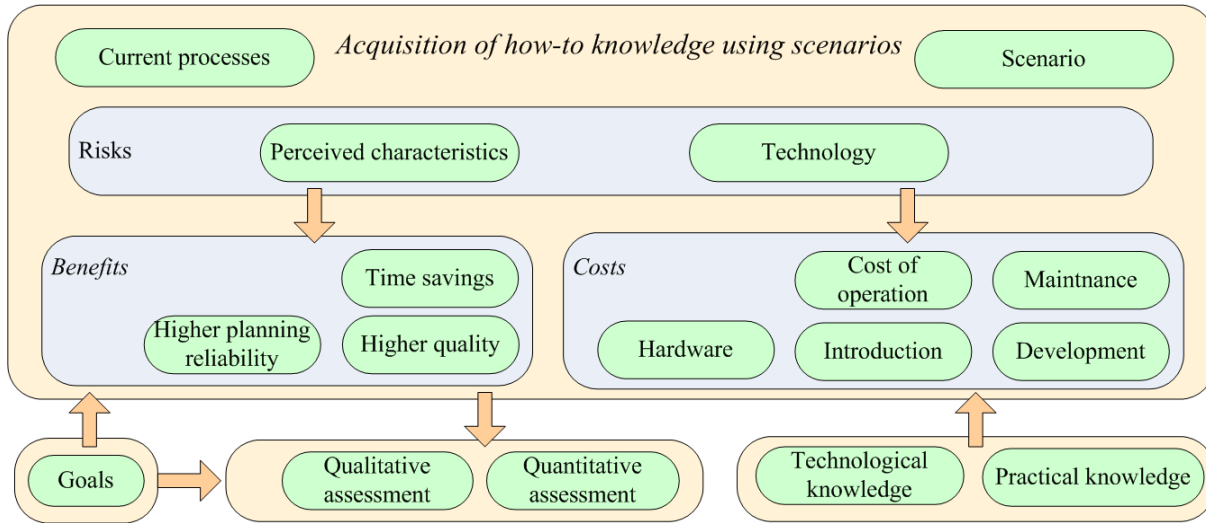 Acquisition of how-to knowledge using scenarios
Current processes
Scenario
Risks
Perceived characteristics
Technology
Benefits
Time savings
Higher planning
reliability
Higher quality
Costs
Cost of
operation
Maintnance
Hardware
Introduction
Development
Goals
Qualitative
assessment
Quantitative
assessment
Technological
knowledge
Practical knowledge